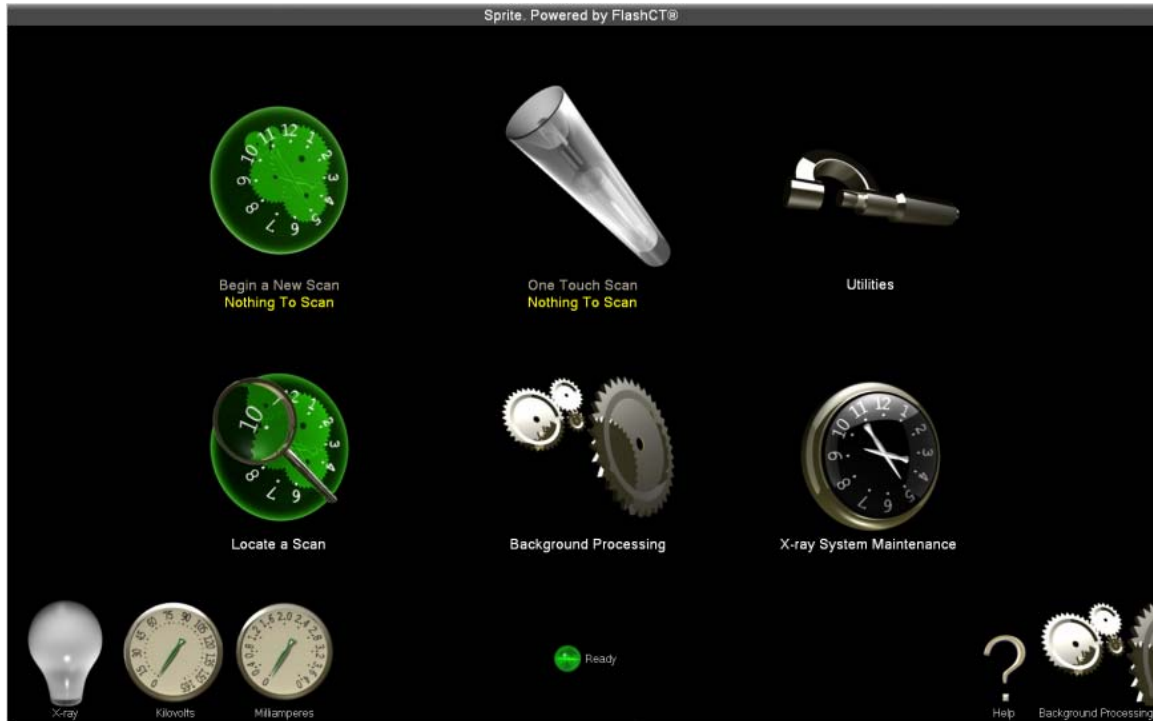 Sprite. Powered by FlashCT®
Begin a New Scan
Nothing To Scan
One Touch Scan
Nothing To Scan
Utilities
Locate a Scan
Background Processing
X-ray System Maintenance
X-ray
Kilovolts
Milliamperes
Ready
Help
Background Processing